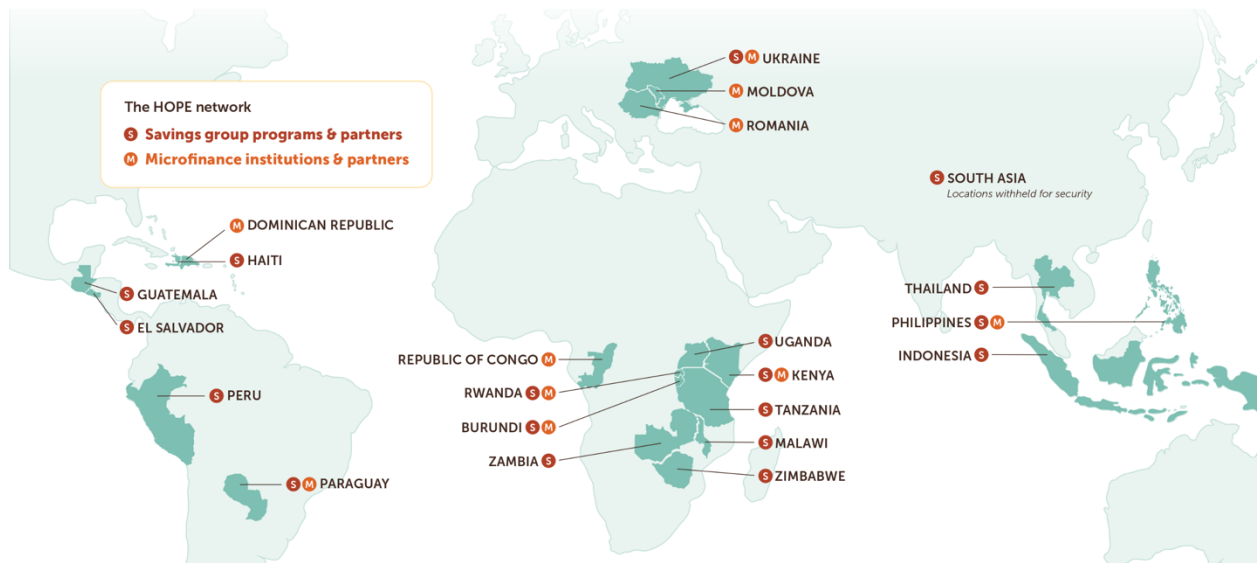 The HOPE network
S Savings group programs & partners
M Microfinance institutions & partners
S M UKRAINE
M MOLDOVA
M ROMANIA
S SOUTH ASIA
Locations withheld for security
M DOMINICAN REPUBLIC
S HAITI
S GUATEMALA
S EL SALVADOR
S PERU
S M PARAGUAY
REPUBLIC OF CONGO M
RWANDA S M
BURUNDI S M
ZAMBIA S
S UGANDA
S M KENYA
S TANZANIA
S MALAWI
S ZIMBABWE
THAILAND S
PHILIPPINES S M
INDONESIA S